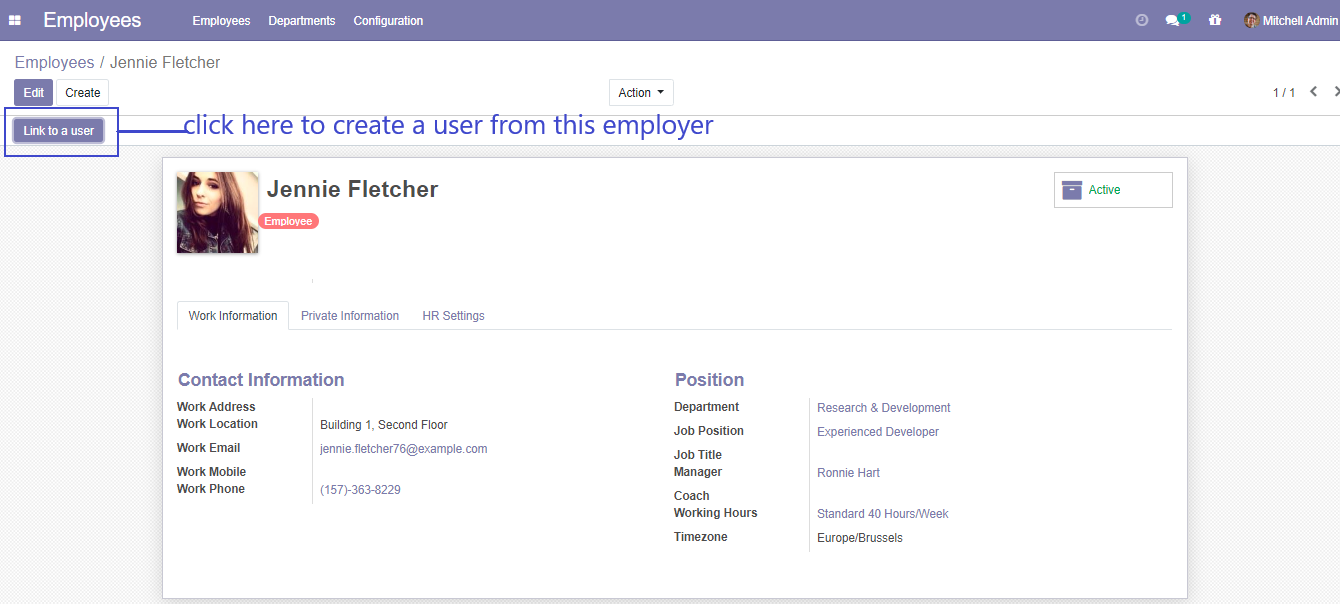 Employees Employees Departments Configuration 1 Mitchell Admin
Employees / Jennie Fletcher
Edit Create Action 1 / 1
Link to a user click here to create a user from this employer
Jennie Fletcher
Active
Employee
Work Information Private Information HR Settings
Contact Information
Work Address
Work Location Building 1, Second Floor
Work Email jennie.fletcher76@example.com
Work Mobile
Work Phone (157)-363-8229
Position
Department Research & Development
Job Position Experienced Developer
Job Title
Manager Ronnie Hart
Coach
Working Hours Standard 40 Hours/Week
Timezone Europe/Brussels